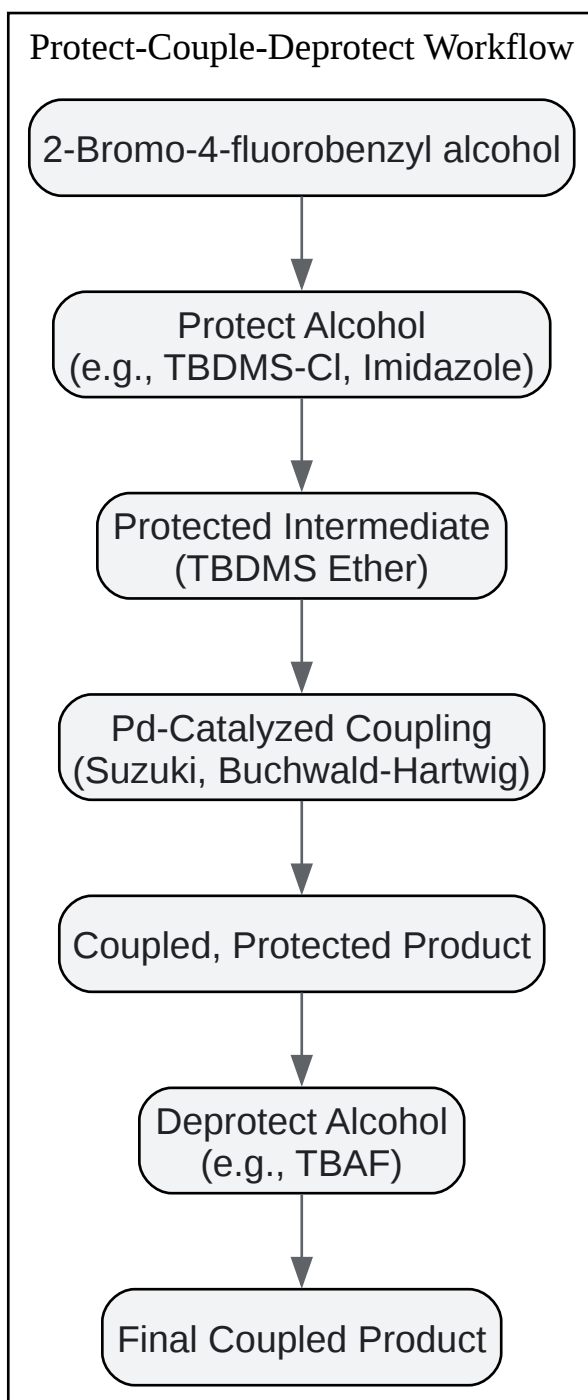 Protect-Couple-Deprotect Workflow
2-Bromo-4-fluorobenzyl alcohol
Protect Alcohol
(e.g., TBDMS-Cl, Imidazole)
Protected Intermediate
(TBDMS Ether)
Pd-Catalyzed Coupling
(Suzuki, Buchwald-Hartwig)
Coupled, Protected Product
Deprotect Alcohol
(e.g., TBAF)
Final Coupled Product